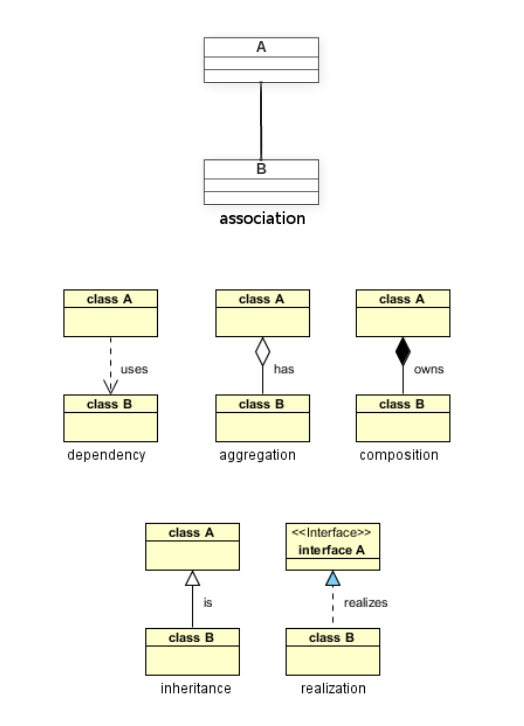 A
B
association
class A
class A
class A
uses
has
owns
class B
class B
class B
dependency
aggregation
composition
class A
<<Interface>>
interface A
is
realizes
class B
class B
inheritance
realization